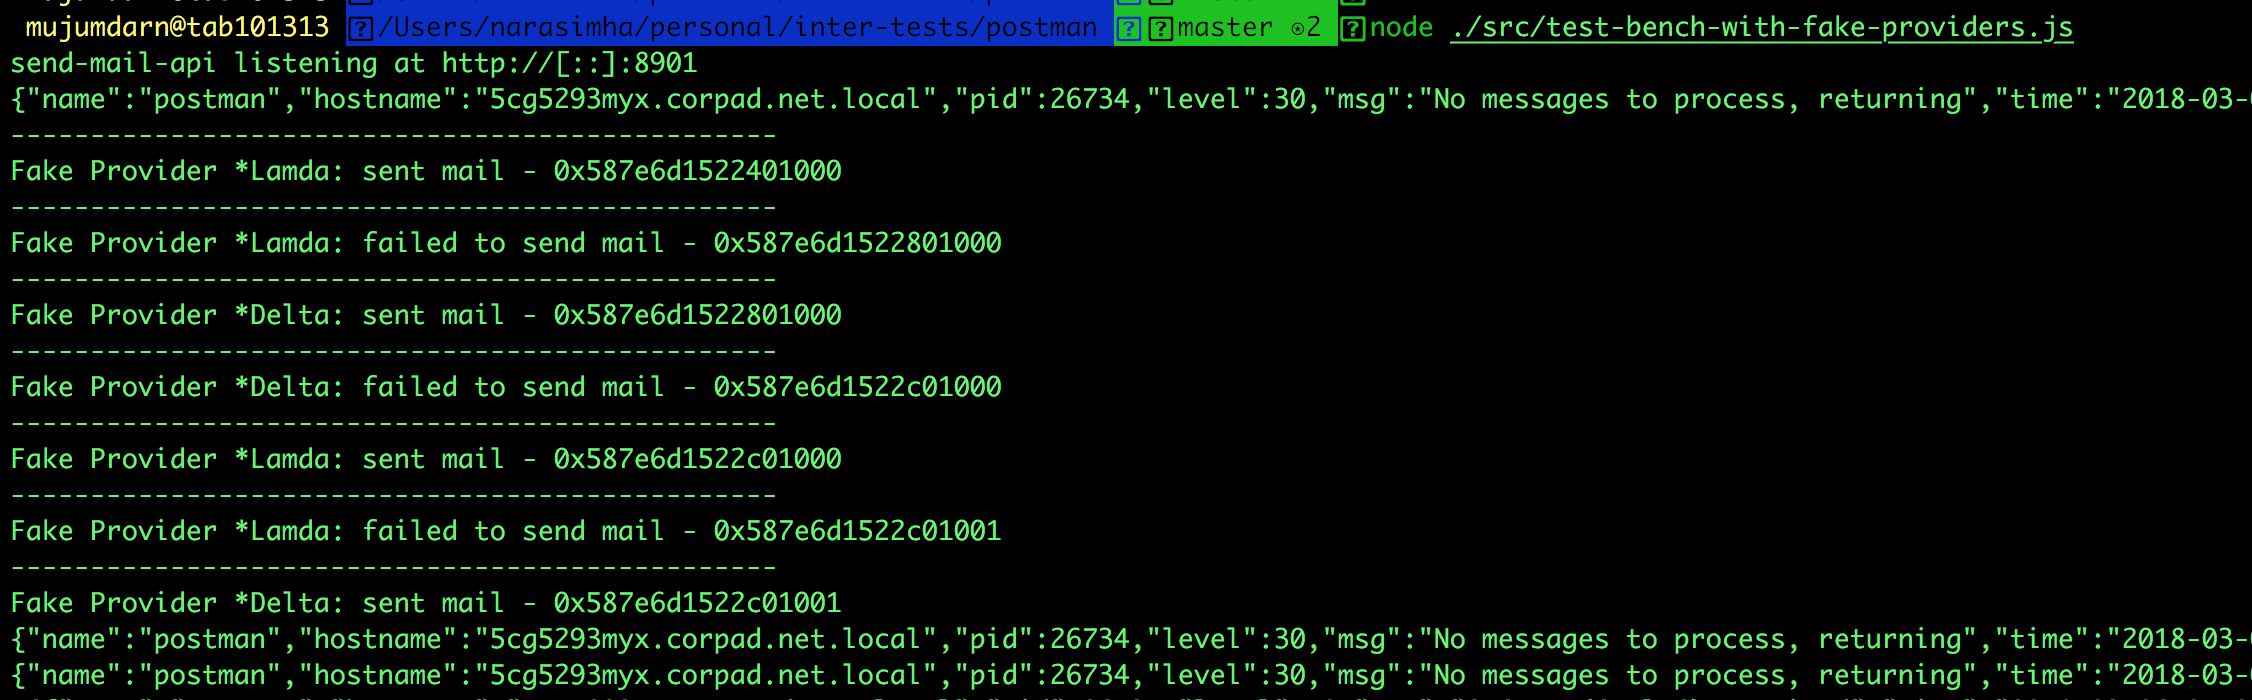 mujumdarn@tab101313 /Users/narasimha/personal/inter-tests/postman master ⍟2 node ./src/test-bench-with-fake-providers.js
send-mail-api listening at http://[::]:8901
{"name":"postman","hostname":"5cg5293myx.corpad.net.local","pid":26734,"level":30,"msg":"No messages to process, returning","time":"2018-03-
------------------------------------------------
Fake Provider *Lamda: sent mail - 0x587e6d1522401000
------------------------------------------------
Fake Provider *Lamda: failed to send mail - 0x587e6d1522801000
------------------------------------------------
Fake Provider *Delta: sent mail - 0x587e6d1522801000
------------------------------------------------
Fake Provider *Delta: failed to send mail - 0x587e6d1522c01000
------------------------------------------------
Fake Provider *Lamda: sent mail - 0x587e6d1522c01000
------------------------------------------------
Fake Provider *Lamda: failed to send mail - 0x587e6d1522c01001
------------------------------------------------
Fake Provider *Delta: sent mail - 0x587e6d1522c01001
{"name":"postman","hostname":"5cg5293myx.corpad.net.local","pid":26734,"level":30,"msg":"No messages to process, returning","time":"2018-03-
{"name":"postman","hostname":"5cg5293myx.corpad.net.local","pid":26734,"level":30,"msg":"No messages to process, returning","time":"2018-03-